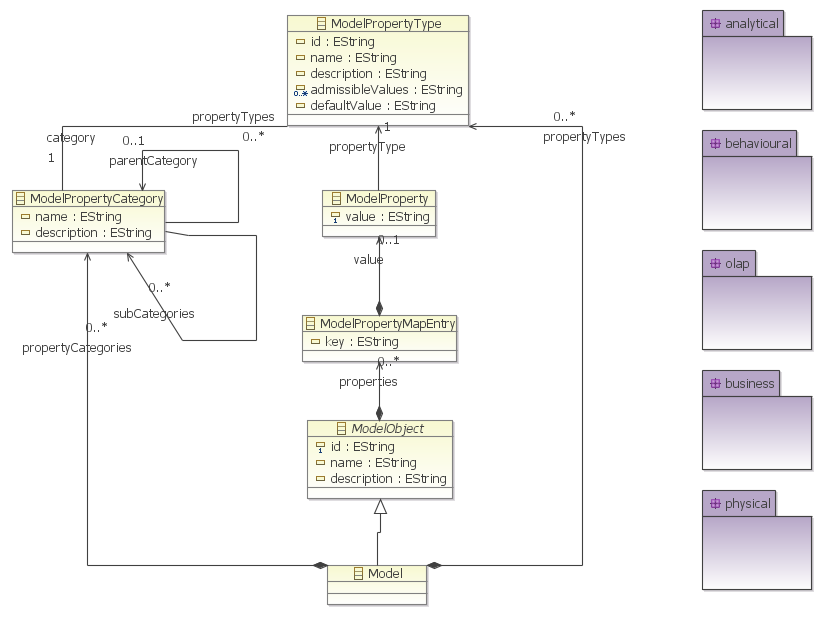 ModelPropertyType
id : EString
name : EString
description : EString
0..*
admissibleValues : EString
defaultValue : EString
propertyTypes
0..*
category
1
0..1
parentCategory
1
propertyType
0..*
propertyTypes
ModelPropertyCategory
name : EString
description : EString
ModelProperty
1
value : EString
0..1
value
0..*
subCategories
0..*
propertyCategories
ModelPropertyMapEntry
key : EString
0..*
properties
ModelObject
1
id : EString
name : EString
description : EString
Model
analytical
behavioural
olap
business
physical